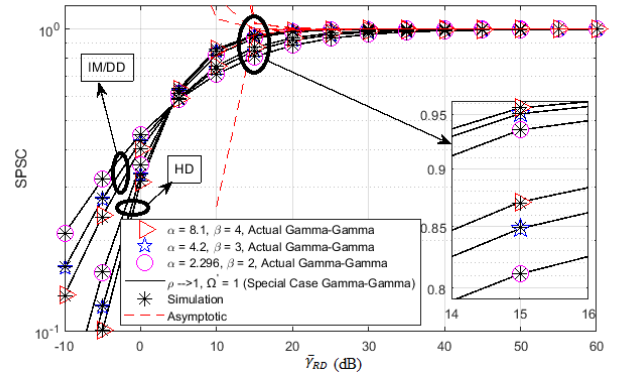 10^0
IM/DD
HD
SPSC
0.95
0.9
0.85
0.8
14 15 16
α = 8.1, β = 4, Actual Gamma-Gamma
α = 4.2, β = 3, Actual Gamma-Gamma
α = 2.296, β = 2, Actual Gamma-Gamma
ρ -->1, Ω' = 1 (Special Case Gamma-Gamma)
Simulation
Asymptotic
10^-1
-10 0 10 20 30 40 50 60
γ̄_RD (dB)